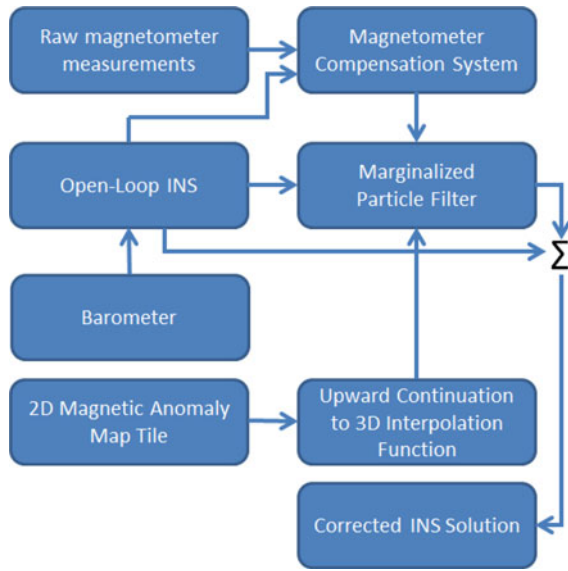 Raw magnetometer
measurements
Magnetometer
Compensation System
Open-Loop INS
Marginalized
Particle Filter
Σ
Barometer
2D Magnetic Anomaly
Map Tile
Upward Continuation
to 3D Interpolation
Function
Corrected INS Solution